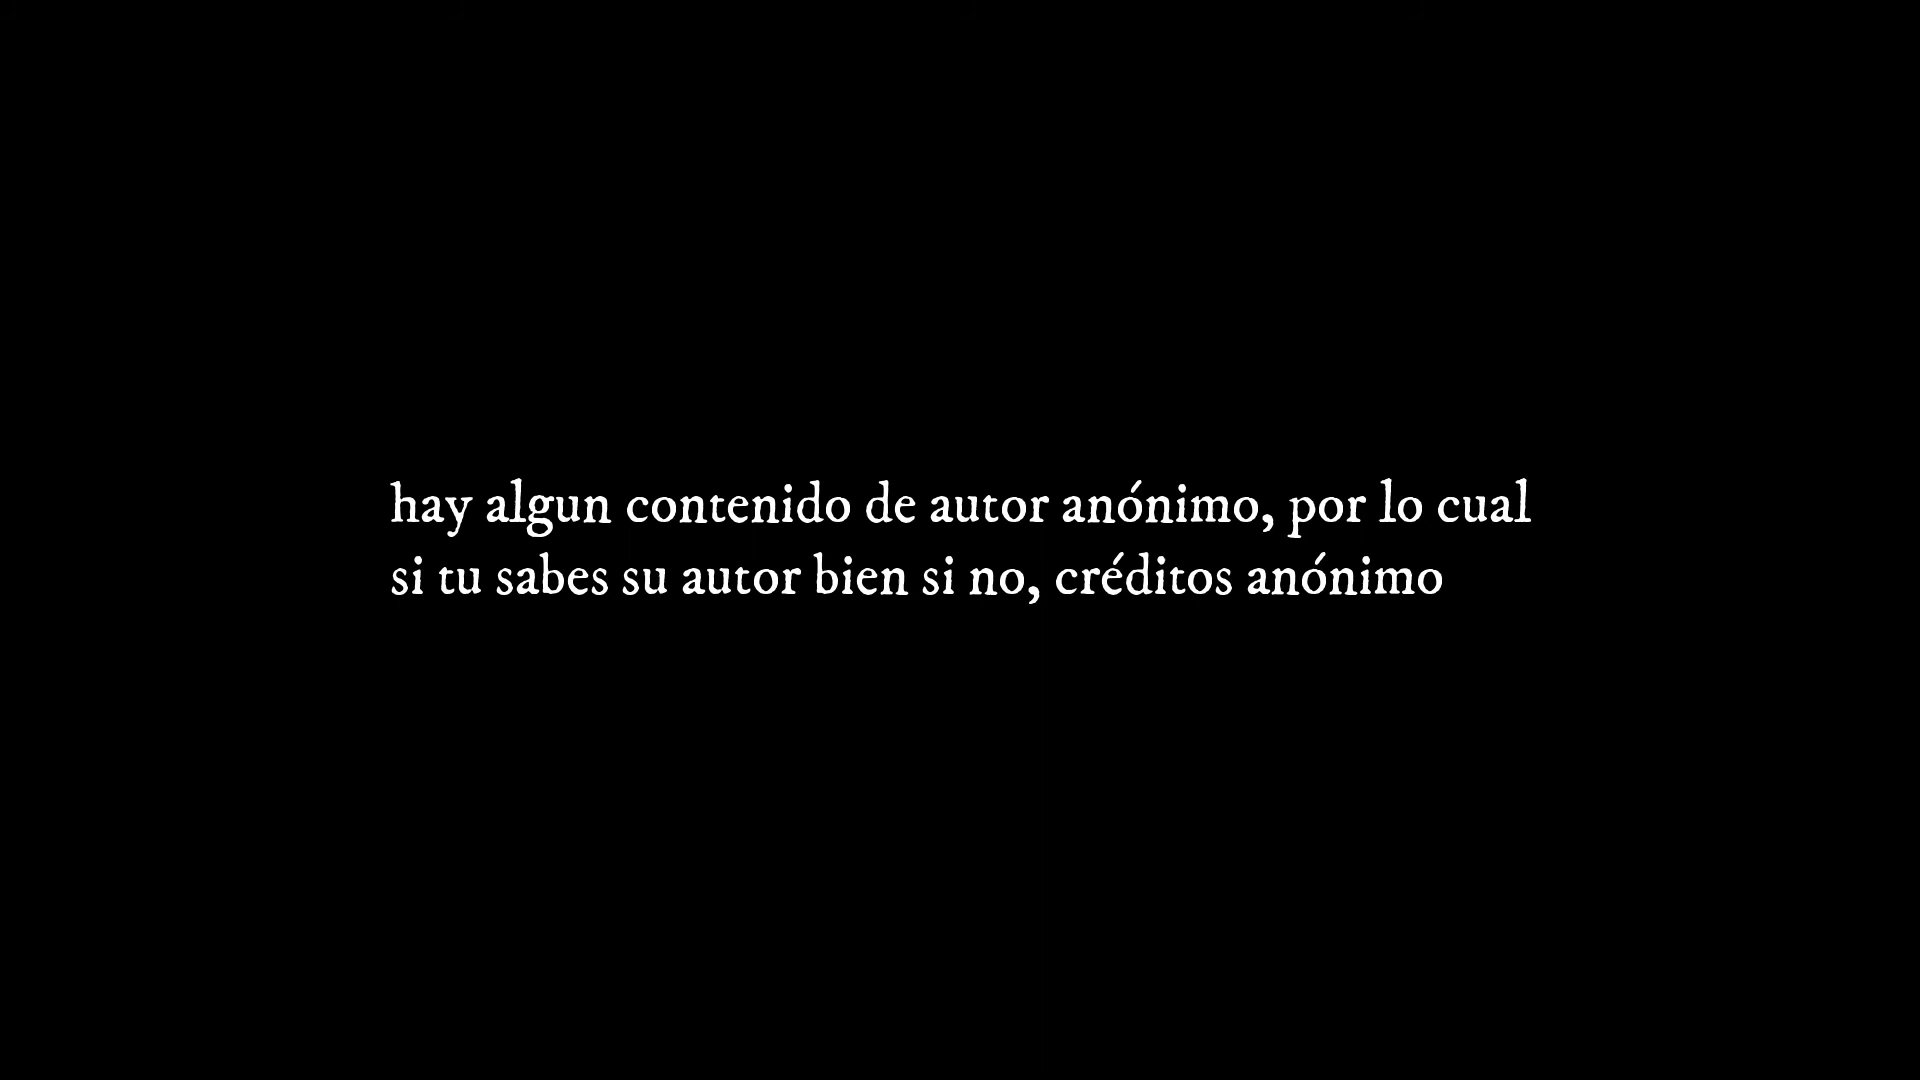 hay algun contenido de autor anónimo, por lo cual
si tu sabes su autor bien si no, créditos anónimo